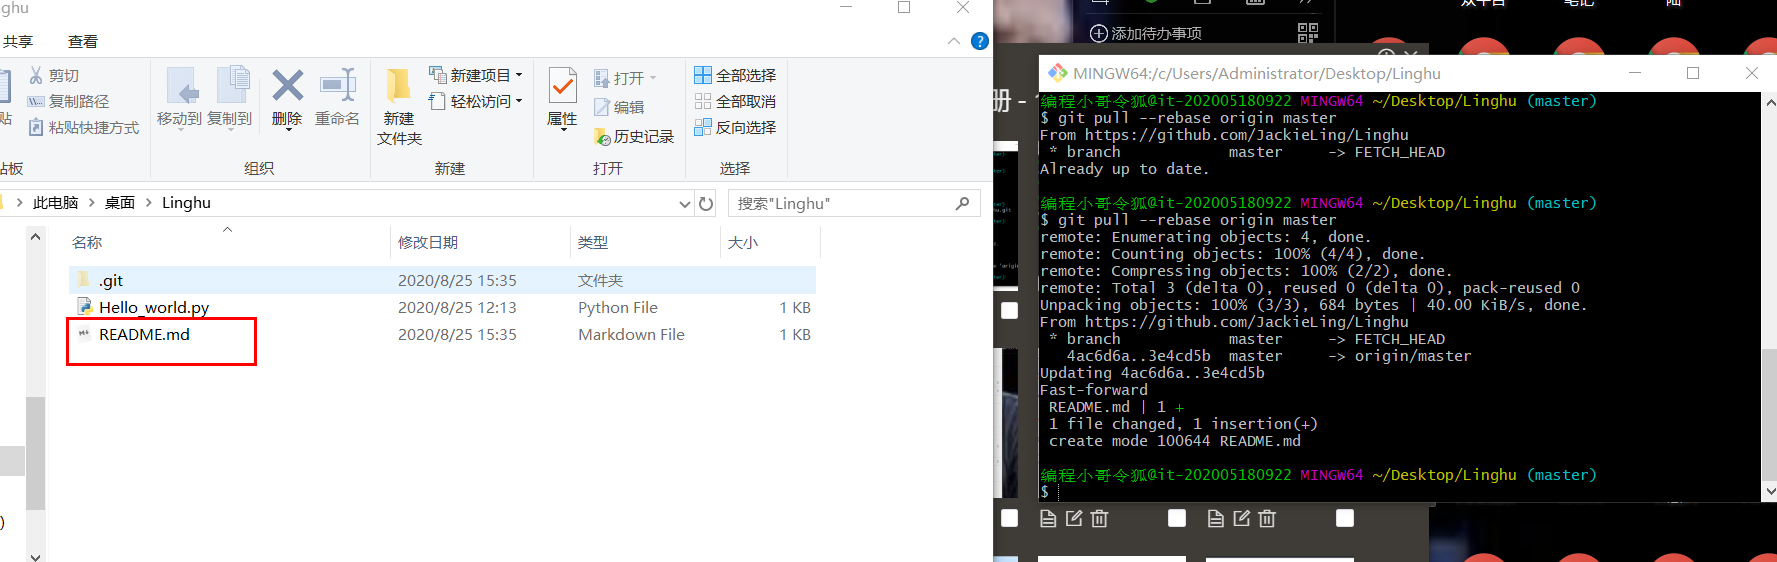 nghu
共享
查看
剪切
复制路径
粘贴快捷方式
贴板
移动到
复制到
删除
重命名
组织
新建
文件夹
新建项目
轻松访问
新建
属性
打开
编辑
历史记录
打开
全部选择
全部取消
反向选择
选择
此电脑
桌面
Linghu
搜索"Linghu"
名称
修改日期
类型
大小
.git
2020/8/25 15:35
文件夹
Hello_world.py
2020/8/25 12:13
Python File
1 KB
README.md
2020/8/25 15:35
Markdown File
1 KB
添加待办事项
册 -
MINGW64:/c/Users/Administrator/Desktop/Linghu
编程小哥令狐@it-202005180922 MINGW64 ~/Desktop/Linghu (master)
$ git pull --rebase origin master
From https://github.com/JackieLing/Linghu
 * branch            master     -> FETCH_HEAD
Already up to date.
编程小哥令狐@it-202005180922 MINGW64 ~/Desktop/Linghu (master)
$ git pull --rebase origin master
remote: Enumerating objects: 4, done.
remote: Counting objects: 100% (4/4), done.
remote: Compressing objects: 100% (2/2), done.
remote: Total 3 (delta 0), reused 0 (delta 0), pack-reused 0
Unpacking objects: 100% (3/3), 684 bytes | 40.00 KiB/s, done.
From https://github.com/JackieLing/Linghu
 * branch            master     -> FETCH_HEAD
   4ac6d6a..3e4cd5b  master     -> origin/master
Updating 4ac6d6a..3e4cd5b
Fast-forward
 README.md | 1 +
 1 file changed, 1 insertion(+)
 create mode 100644 README.md
编程小哥令狐@it-202005180922 MINGW64 ~/Desktop/Linghu (master)
$